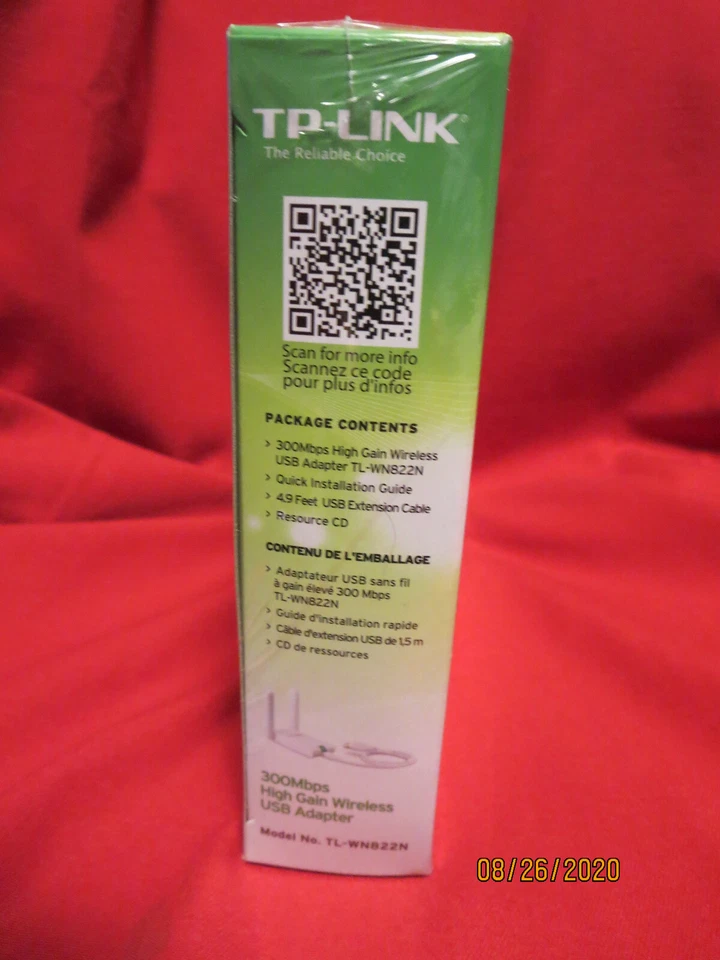 TP-LINK®
The Reliable Choice
Scan for more info
Scannez ce code
pour plus d'infos
PACKAGE CONTENTS
› 300Mbps High Gain Wireless
USB Adapter TL-WN822N
› Quick Installation Guide
› 4.9 Feet USB Extension Cable
› Resource CD
CONTENU DE L'EMBALLAGE
› Adaptateur USB sans fil
à gain élevé 300 Mbps
TL-WN822N
› Guide d'installation rapide
› Câble d'extension USB de 1,5 m
› CD de ressources
300Mbps
High Gain Wireless
USB Adapter
Model No. TL-WN822N
08/26/2020